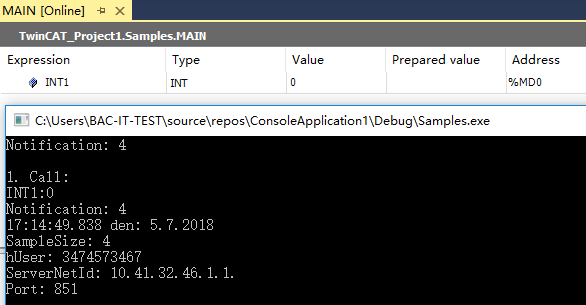 MAIN [Online]
TwinCAT_Project1.Samples.MAIN
Expression Type Value Prepared value Address
INT1 INT 0 %MD0
C:\Users\BAC-IT-TEST\source\repos\ConsoleApplication1\Debug\Samples.exe
Notification: 4
1. Call:
INT1:0
Notification: 4
17:14:49.838 den: 5.7.2018
SampleSize: 4
hUser: 3474573467
ServerNetId: 10.41.32.46.1.1.
Port: 851